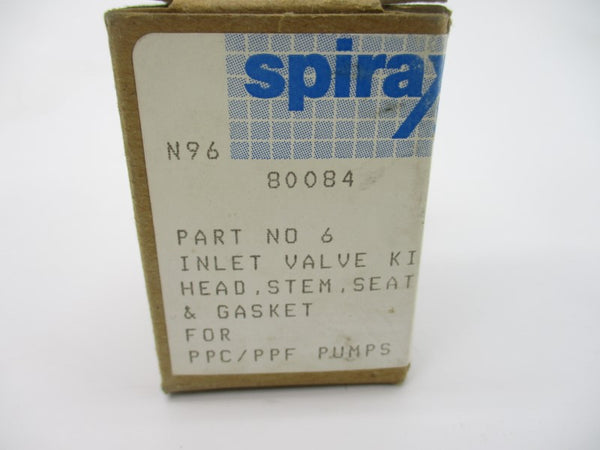 spirax
N96
80084
PART NO 6
INLET VALVE KI
HEAD,STEM,SEAT
& GASKET
FOR
PPC/PPF PUMPS